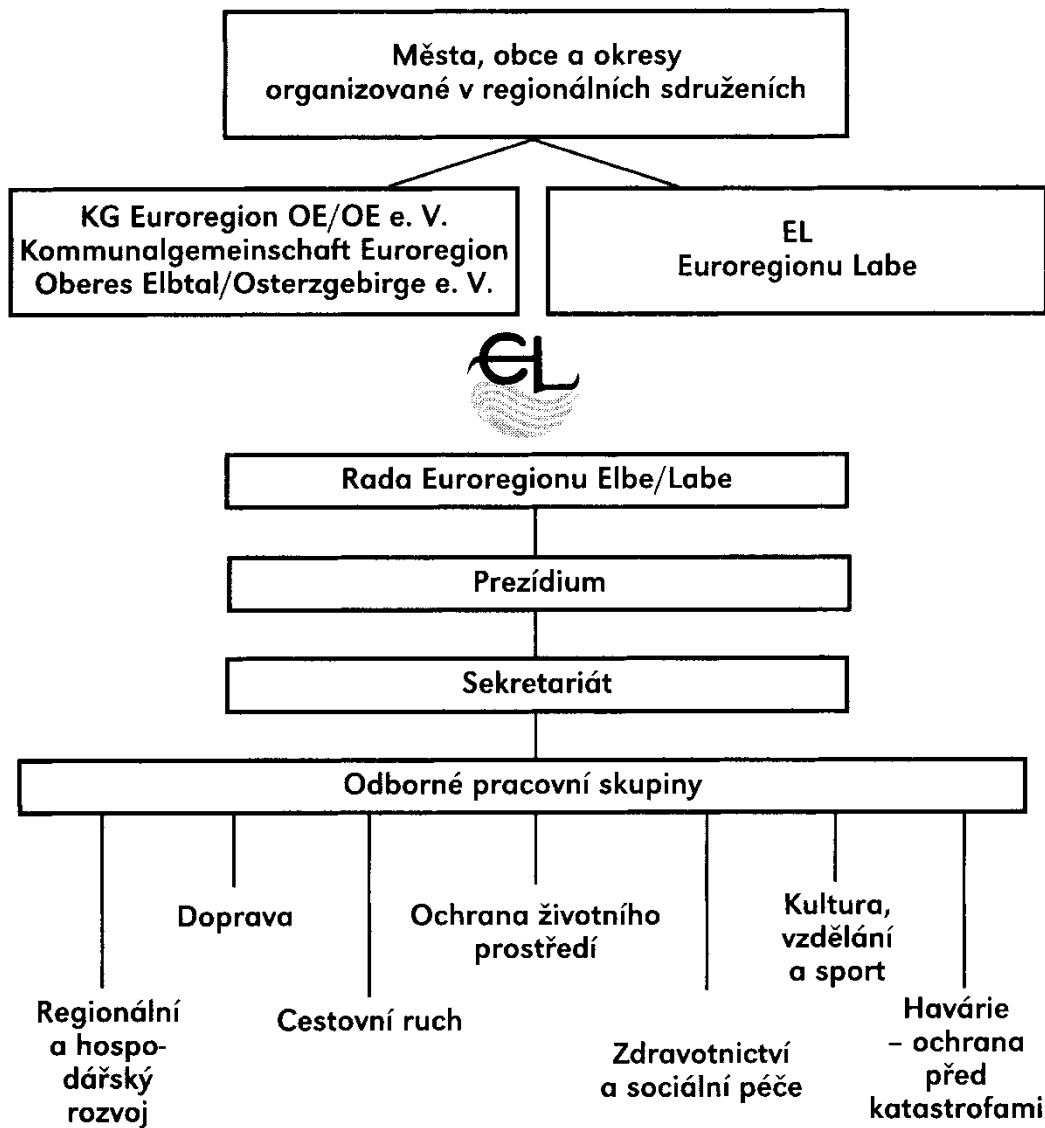 Města, obce a okresy
organizované v regionálních sdruženích
KG Euroregion OE/OE e. V.
Kommunalgemeinschaft Euroregion
Oberes Elbtal/Osterzgebirge e. V.
EL
Euroregionu Labe
EL
Rada Euroregionu Elbe/Labe
Prezídium
Sekretariát
Odborné pracovní skupiny
Regionální
a hospo-
dářský
rozvoj
Doprava
Cestovní ruch
Ochrana životního
prostředí
Zdravotnictví
a sociální péče
Kultura,
vzdělání
a sport
Havárie
– ochrana
před
katastrofami